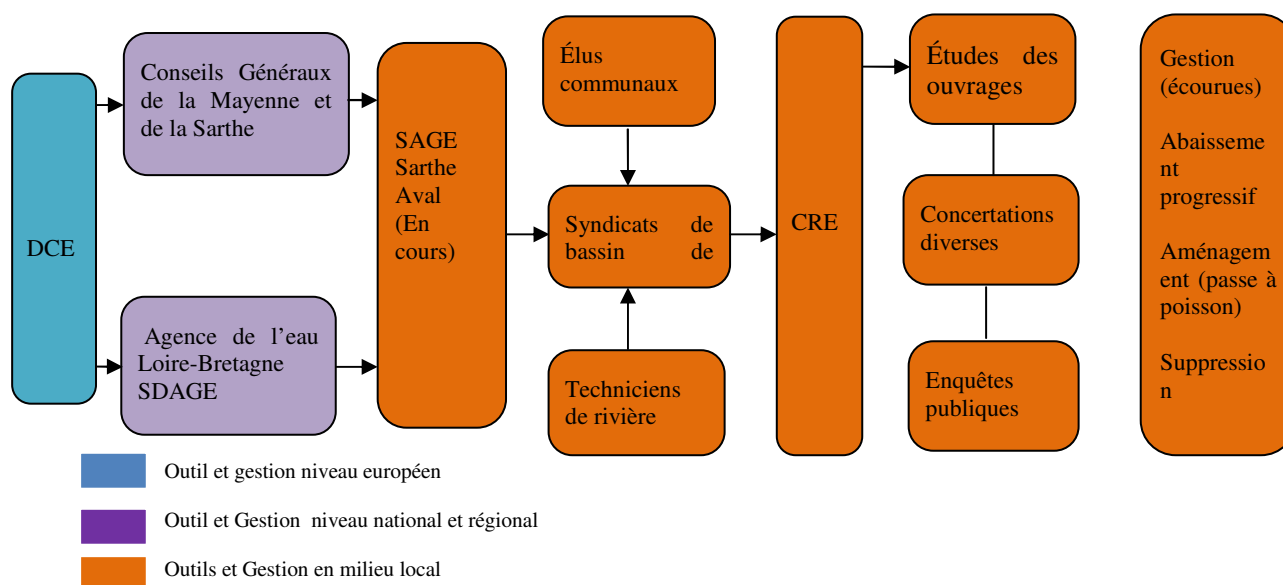 DCE
Conseils Généraux
de la Mayenne et
de la Sarthe
Agence de l’eau
Loire-Bretagne
SDAGE
SAGE
Sarthe
Aval
(En
cours)
Élus
communaux
Syndicats de
bassin de
Techniciens
de rivière
CRE
Études des
ouvrages
Concertations
diverses
Enquêtes
publiques
Gestion
(écourues)
Abaisseme
nt
progressif
Aménagem
ent (passe à
poisson)
Suppressio
n
Outil et gestion niveau européen
Outil et Gestion niveau national et régional
Outils et Gestion en milieu local